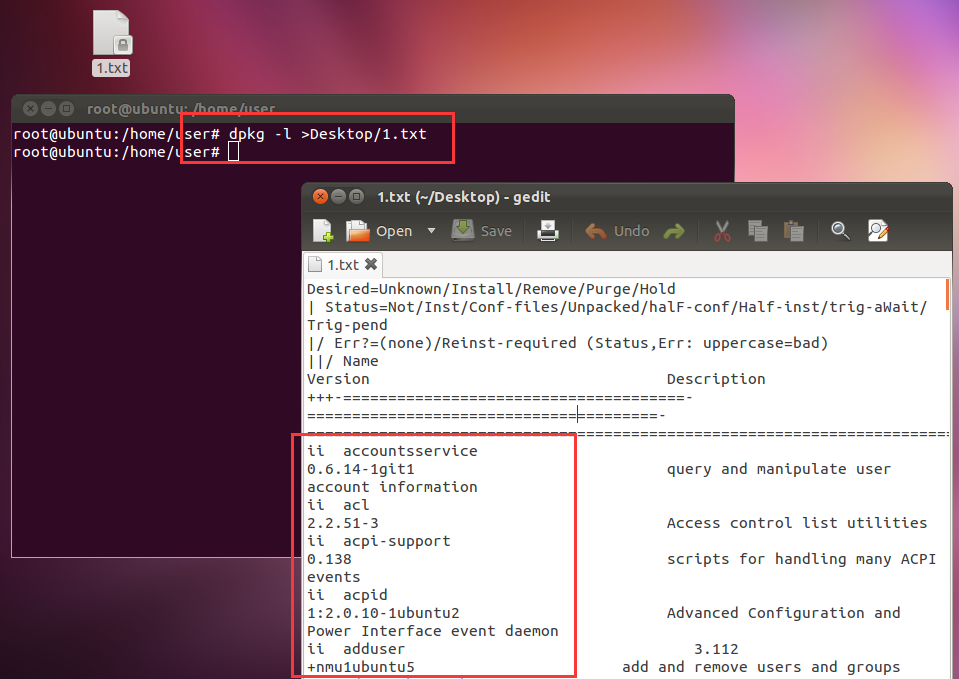 1.txt
root@ubuntu: /home/user
root@ubuntu:/home/user# dpkg -l >Desktop/1.txt
root@ubuntu:/home/user#
1.txt (~/Desktop) - gedit
Open Save Undo
1.txt
Desired=Unknown/Install/Remove/Purge/Hold
| Status=Not/Inst/Conf-files/Unpacked/halF-conf/Half-inst/trig-aWait/
Trig-pend
|/ Err?=(none)/Reinst-required (Status,Err: uppercase=bad)
||/ Name
Version Description
+++-======================================-
=======================================-
========================================================================
ii accountsservice
0.6.14-1git1 query and manipulate user
account information
ii acl
2.2.51-3 Access control list utilities
ii acpi-support
0.138 scripts for handling many ACPI
events
ii acpid
1:2.0.10-1ubuntu2 Advanced Configuration and
Power Interface event daemon
ii adduser 3.112
+nmu1ubuntu5 add and remove users and groups